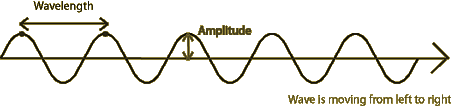 Wavelength
Amplitude
Wave is moving from left to right